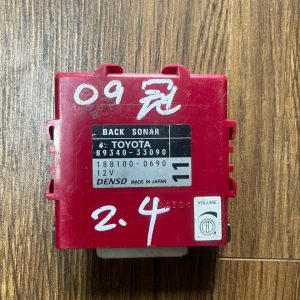 09 冠
BACK SONAR
TOYOTA
89340-33090
188100-0690
12V
DENSO MADE IN JAPAN
11
VOLUME
2.4